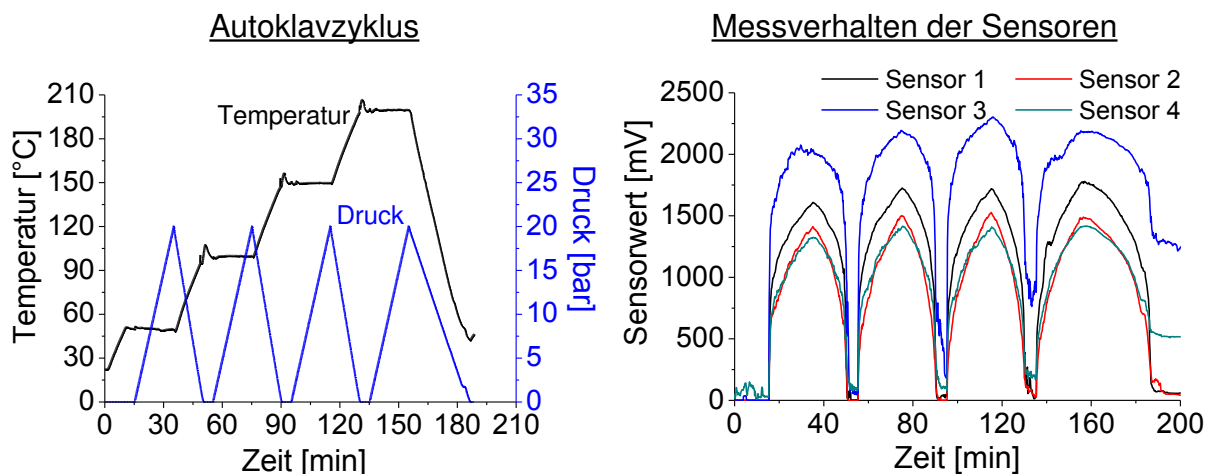 Autoklavzyklus
210
180
150
120
90
60
30
0
Temperatur [°C]
Temperatur
Druck
35
30
25
20
15
10
5
0
Druck [bar]
0 30 60 90 120 150 180 210
Zeit [min]
Messverhalten der Sensoren
Sensor 1 Sensor 2
Sensor 3 Sensor 4
2500
2000
1500
1000
500
0
Sensorwert [mV]
0 40 80 120 160 200
Zeit [min]